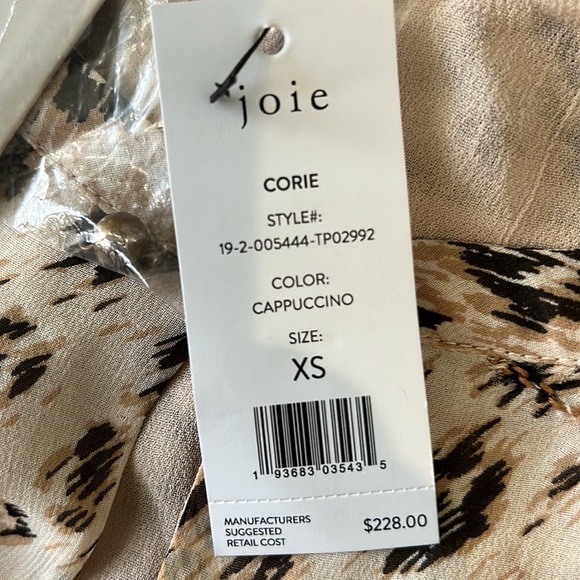 joie
CORIE
STYLE#:
19-2-005444-TP02992
COLOR:
CAPPUCCINO
SIZE:
XS
1 93683 03543 5
MANUFACTURERS
SUGGESTED
RETAIL COST
$228.00